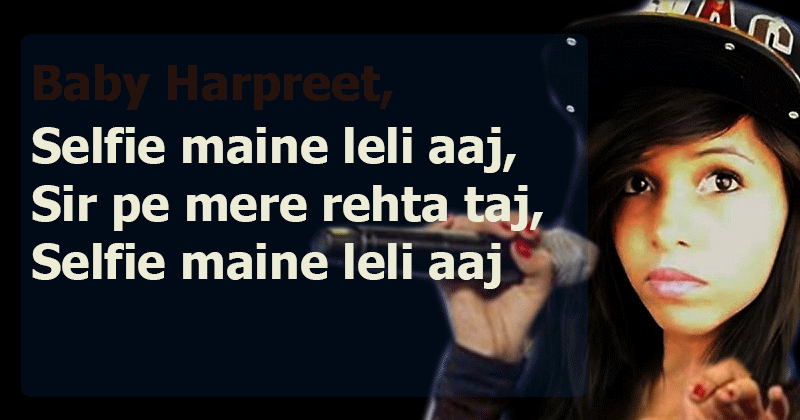 Baby Harpreet,
Selfie maine leli aaj,
Sir pe mere rehta taj,
Selfie maine leli aaj